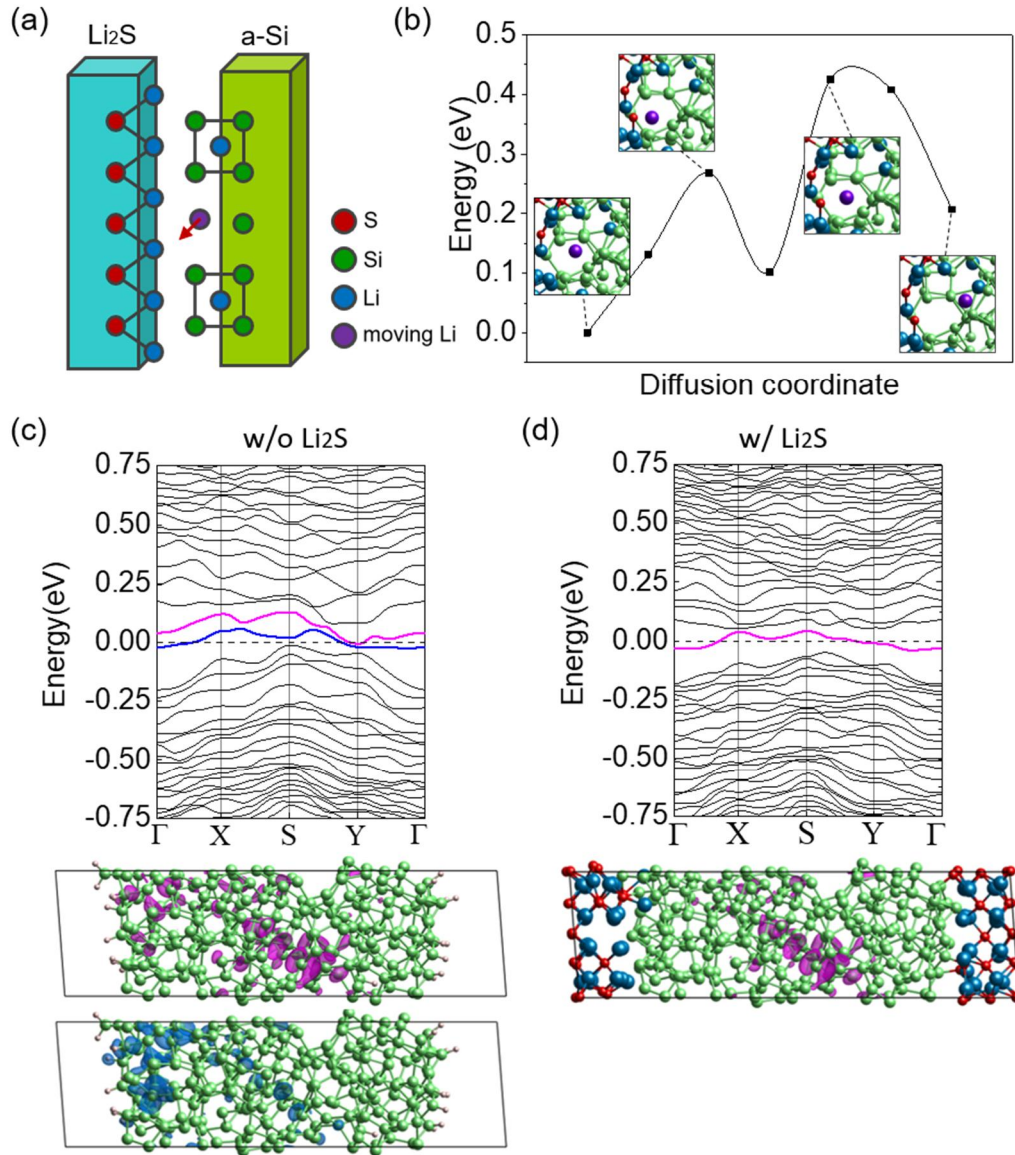 (a)
Li₂S
a-Si
S
Si
Li
moving Li
(b)
Energy (eV)
0.5
0.4
0.3
0.2
0.1
0.0
Diffusion coordinate
(c)
w/o Li₂S
Energy(eV)
0.75
0.50
0.25
0.00
-0.25
-0.50
-0.75
Γ X S Y Γ
(d)
w/ Li₂S
Energy(eV)
0.75
0.50
0.25
0.00
-0.25
-0.50
-0.75
Γ X S Y Γ